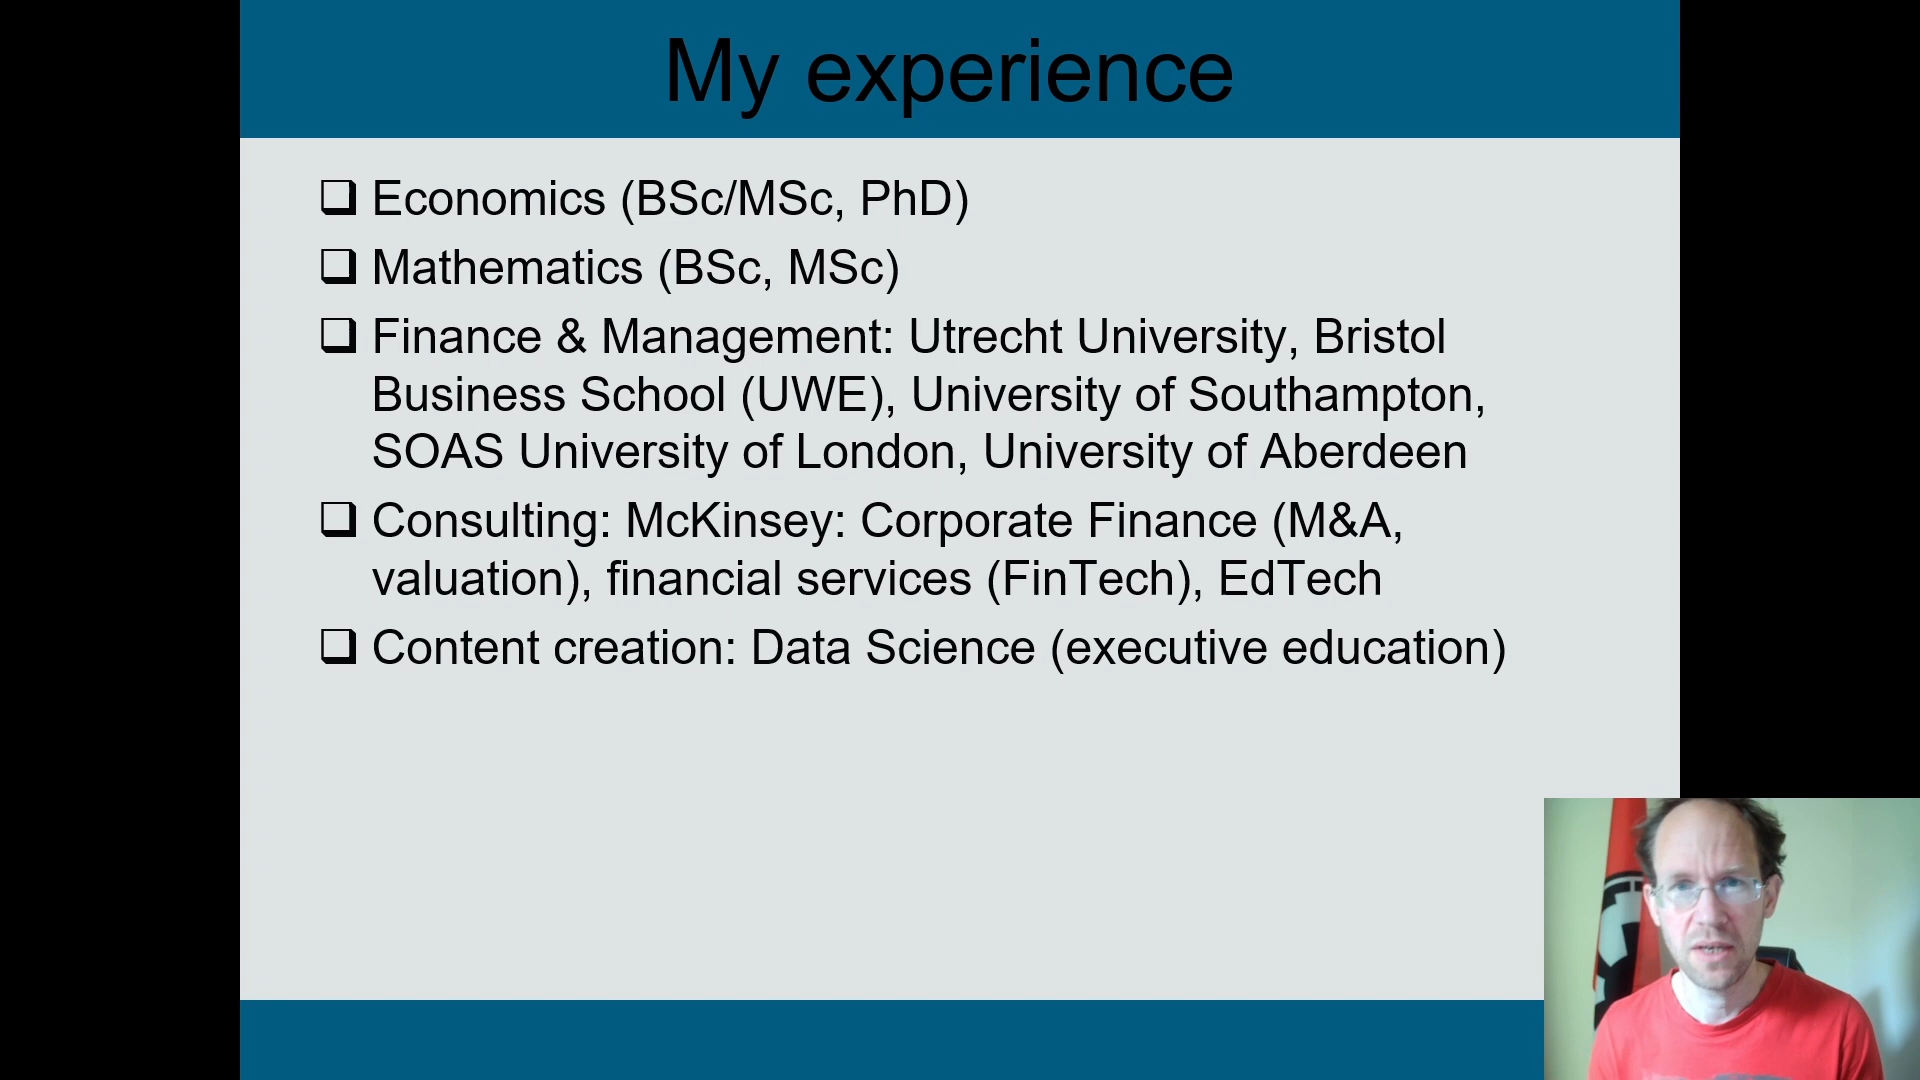 My experience
Economics (BSc/MSc, PhD)
Mathematics (BSc, MSc)
Finance & Management: Utrecht University, Bristol
Business School (UWE), University of Southampton,
SOAS University of London, University of Aberdeen
Consulting: McKinsey: Corporate Finance (M&A,
valuation), financial services (FinTech), EdTech
Content creation: Data Science (executive education)